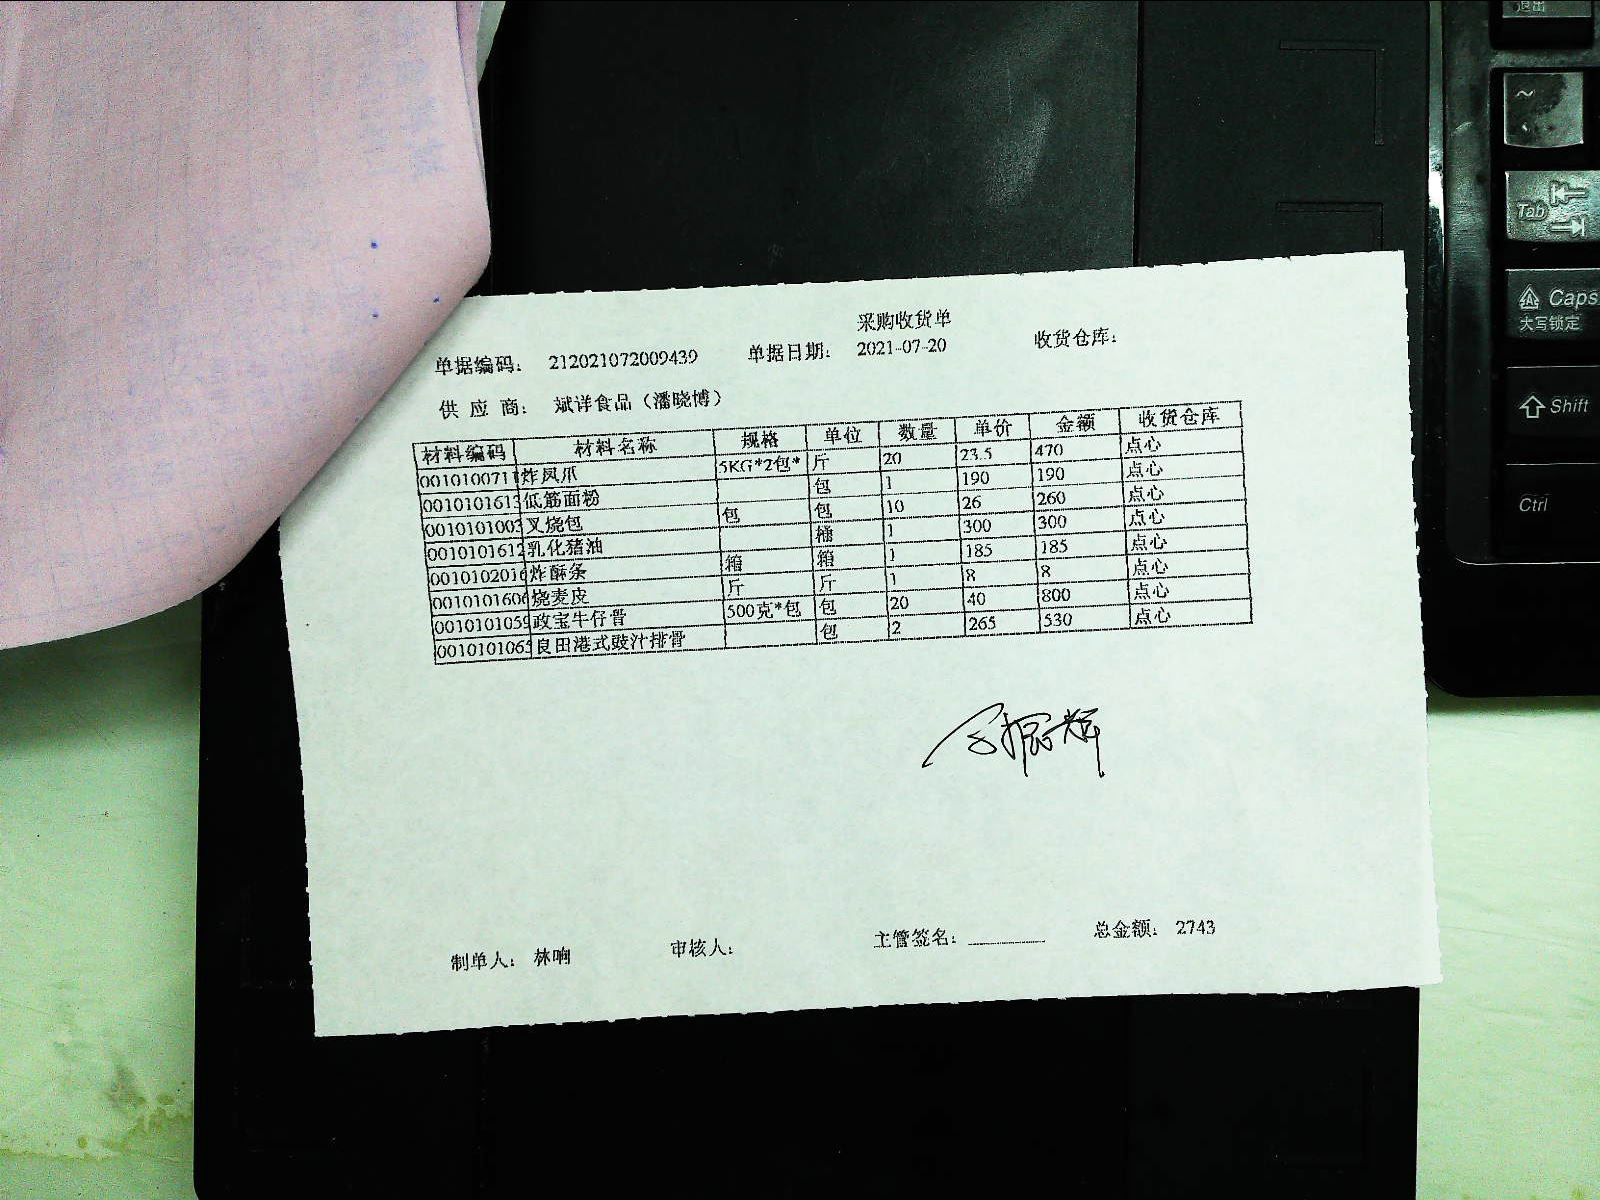 采购收货单
单据编码： 212021072009439 单据日期： 2021-07-20 收货仓库：
供 应 商： 斌详食品（潘晓博）
材料编码 材料名称 规格 单位 数量 单价 金额 收货仓库
0010100711 炸凤爪 5KG*2包* 斤 20 23.5 470 点心
0010101613 低筋面粉 包 1 190 190 点心
0010101003 叉烧包 包 包 10 26 260 点心
0010101612 乳化猪油 桶 1 300 300 点心
0010102016 炸酥条 箱 箱 1 185 185 点心
0010101606 烧麦皮 斤 斤 1 8 8 点心
0010101059 政宝牛仔骨 500克*包 包 20 40 800 点心
0010101065 良田港式豉汁排骨 包 2 265 530 点心
制单人： 林响 审核人： 主管签名： 总金额： 2743
退出
~
Tab
Caps
大写锁定
Shift
Ctrl